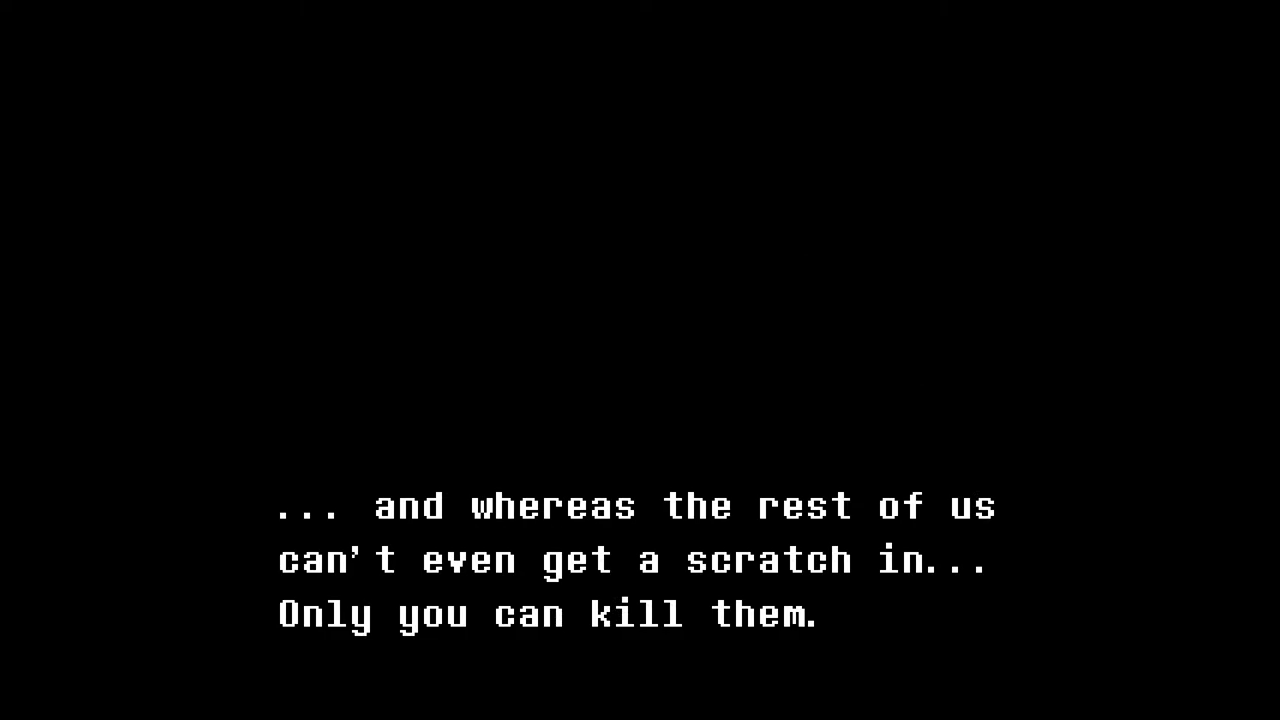 ... and whereas the rest of us
can't even get a scratch in...
Only you can kill them.